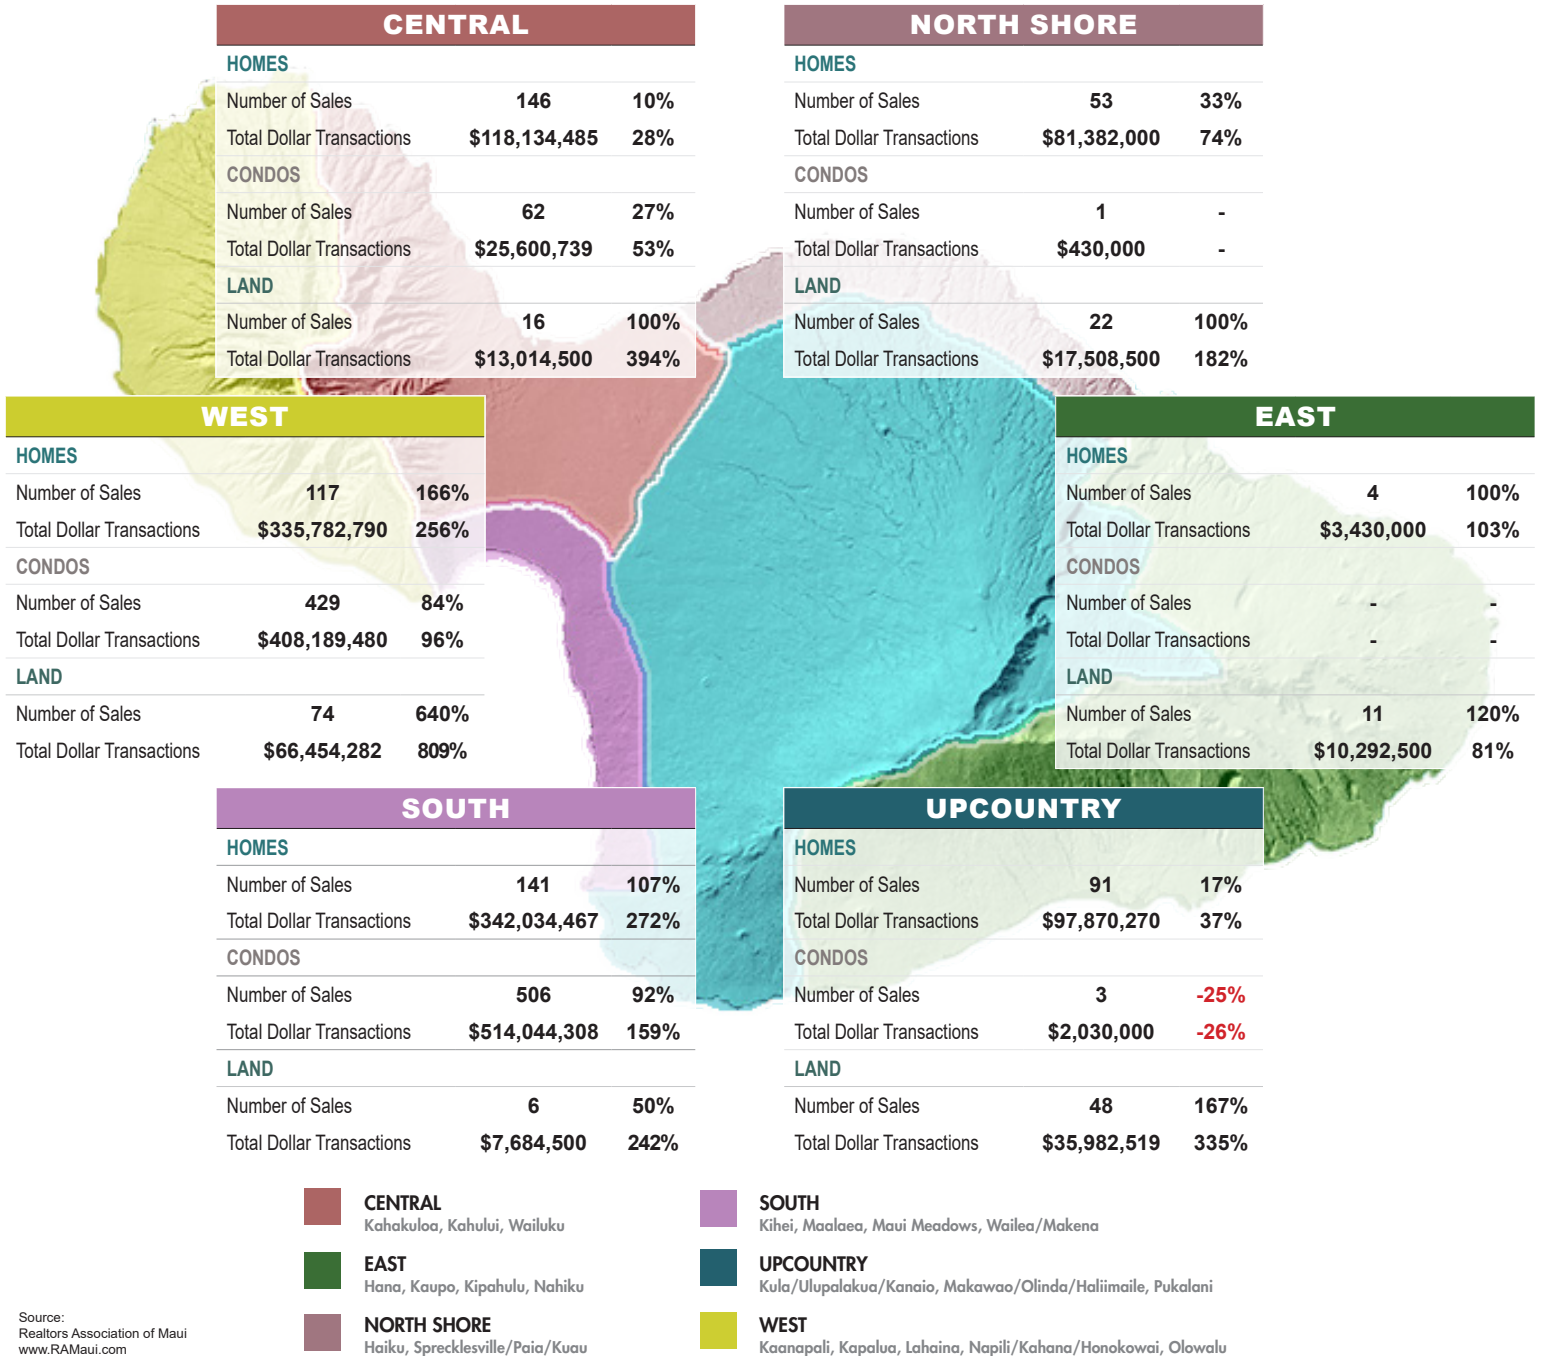 CENTRAL
HOMES
Number of Sales 146 10%
Total Dollar Transactions $118,134,485 28%
CONDOS
Number of Sales 62 27%
Total Dollar Transactions $25,600,739 53%
LAND
Number of Sales 16 100%
Total Dollar Transactions $13,014,500 394%
NORTH SHORE
HOMES
Number of Sales 53 33%
Total Dollar Transactions $81,382,000 74%
CONDOS
Number of Sales 1 -
Total Dollar Transactions $430,000 -
LAND
Number of Sales 22 100%
Total Dollar Transactions $17,508,500 182%
WEST
HOMES
Number of Sales 117 166%
Total Dollar Transactions $335,782,790 256%
CONDOS
Number of Sales 429 84%
Total Dollar Transactions $408,189,480 96%
LAND
Number of Sales 74 640%
Total Dollar Transactions $66,454,282 809%
EAST
HOMES
Number of Sales 4 100%
Total Dollar Transactions $3,430,000 103%
CONDOS
Number of Sales - -
Total Dollar Transactions - -
LAND
Number of Sales 11 120%
Total Dollar Transactions $10,292,500 81%
SOUTH
HOMES
Number of Sales 141 107%
Total Dollar Transactions $342,034,467 272%
CONDOS
Number of Sales 506 92%
Total Dollar Transactions $514,044,308 159%
LAND
Number of Sales 6 50%
Total Dollar Transactions $7,684,500 242%
UPCOUNTRY
HOMES
Number of Sales 91 17%
Total Dollar Transactions $97,870,270 37%
CONDOS
Number of Sales 3 -25%
Total Dollar Transactions $2,030,000 -26%
LAND
Number of Sales 48 167%
Total Dollar Transactions $35,982,519 335%
CENTRAL
Kahakuloa, Kahului, Wailuku
EAST
Hana, Kaupo, Kipahulu, Nahiku
NORTH SHORE
Haiku, Sprecklesville/Paia/Kuau
SOUTH
Kihei, Maalaea, Maui Meadows, Wailea/Makena
UPCOUNTRY
Kula/Ulupalakua/Kanaio, Makawao/Olinda/Haliimaile, Pukalani
WEST
Kaanapali, Kapalua, Lahaina, Napili/Kahana/Honokowai, Olowalu
Source:
Realtors Association of Maui
www.RAMaui.com